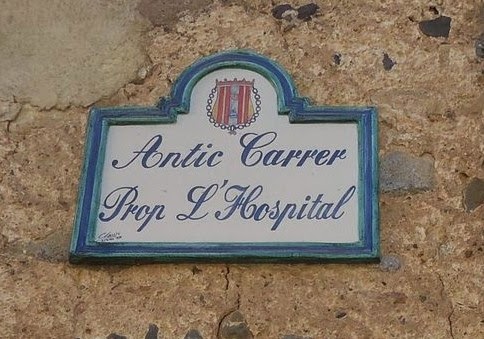 Antic Carrer
Prop L'Hospital